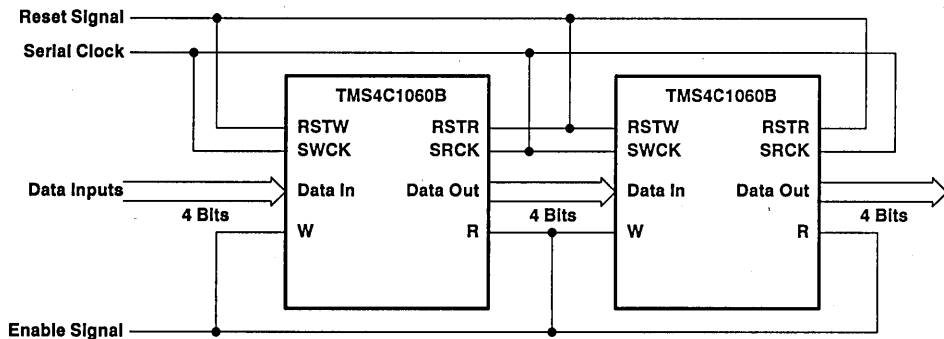 Reset Signal
Serial Clock
TMS4C1060B TMS4C1060B
RSTW RSTR RSTW RSTR
SWCK SRCK SWCK SRCK
Data Inputs Data In Data Out Data In Data Out
4 Bits 4 Bits 4 Bits
W R W R
Enable Signal